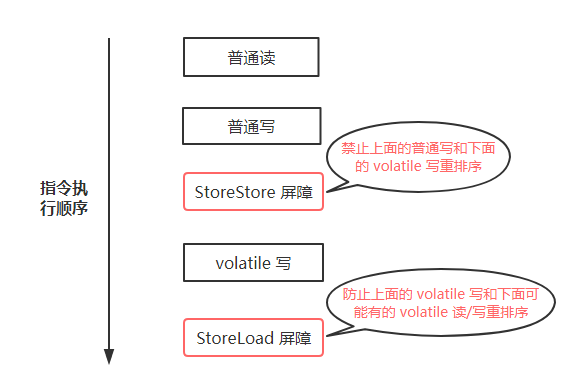 普通读
普通写
禁止上面的普通写和下面
的 volatile 写重排序
StoreStore 屏障
指令执
行顺序
volatile 写
防止上面的 volatile 写和下面可
能有的 volatile 读/写重排序
StoreLoad 屏障